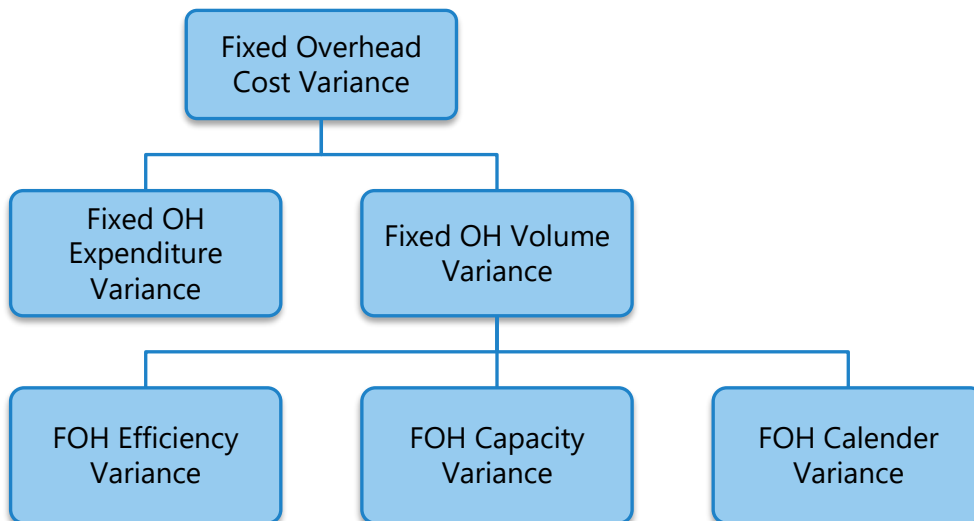 Fixed Overhead
Cost Variance
Fixed OH
Expenditure
Variance
Fixed OH Volume
Variance
FOH Efficiency
Variance
FOH Capacity
Variance
FOH Calender
Variance